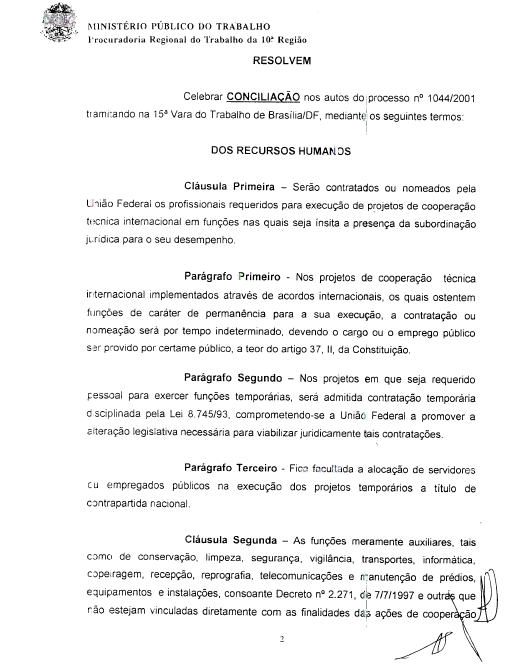 MINISTÉRIO PÚBLICO DO TRABALHO
Procuradoria Regional do Trabalho da 10ª Região
RESOLVEM
Celebrar CONCILIAÇÃO nos autos do processo nº 1044/2001
tramitando na 15ª Vara do Trabalho de Brasília/DF, mediante os seguintes termos:
DOS RECURSOS HUMANOS
Cláusula Primeira – Serão contratados ou nomeados pela
União Federal os profissionais requeridos para execução de projetos de cooperação
técnica internacional em funções nas quais seja ínsita a presença da subordinação
jurídica para o seu desempenho.
Parágrafo Primeiro - Nos projetos de cooperação técnica
internacional implementados através de acordos internacionais, os quais ostentem
funções de caráter de permanência para a sua execução, a contratação ou
nomeação será por tempo indeterminado, devendo o cargo ou o emprego público
ser provido por certame público, a teor do artigo 37, II, da Constituição.
Parágrafo Segundo – Nos projetos em que seja requerido
pessoal para exercer funções temporárias, será admitida contratação temporária
disciplinada pela Lei 8.745/93, comprometendo-se a União Federal a promover a
alteração legislativa necessária para viabilizar juridicamente tais contratações.
Parágrafo Terceiro - Fica facultada a alocação de servidores
ou empregados públicos na execução dos projetos temporários a título de
contrapartida nacional.
Cláusula Segunda – As funções meramente auxiliares, tais
como de conservação, limpeza, segurança, vigilância, transportes, informática,
copeiragem, recepção, reprografia, telecomunicações e manutenção de prédios,
equipamentos e instalações, consoante Decreto nº 2.271, de 7/7/1997 e outras que
não estejam vinculadas diretamente com as finalidades das ações de cooperação
2